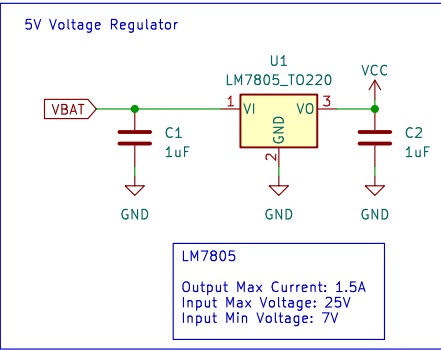 5V Voltage Regulator
U1
LM7805_TO220
VCC
VBAT
1
VI
VO
3
GND
2
C1
1uF
C2
1uF
GND
GND
GND
LM7805
Output Max Current: 1.5A
Input Max Voltage: 25V
Input Min Voltage: 7V